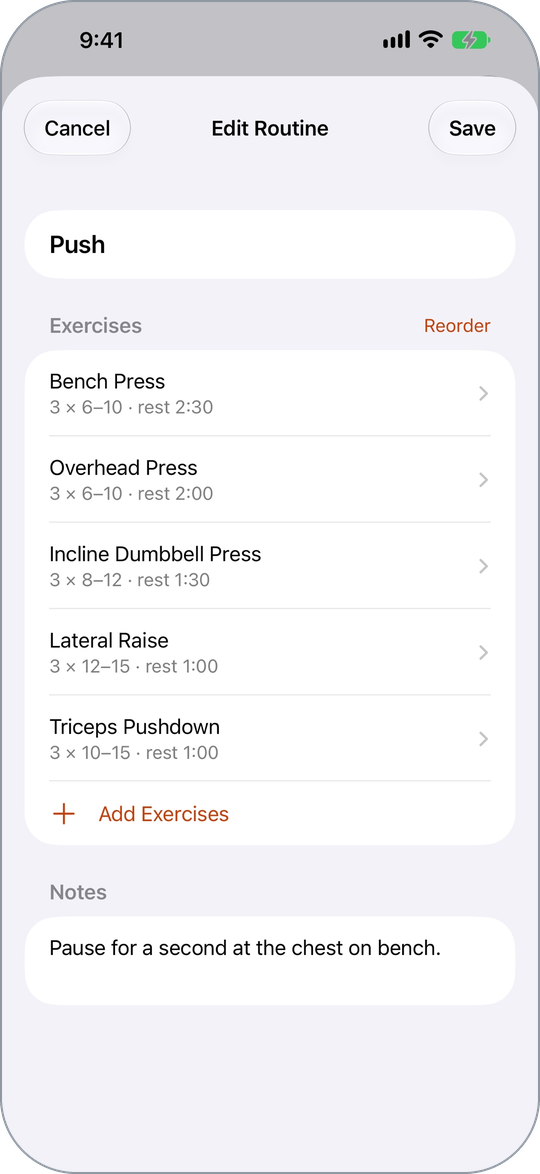 9:41
Cancel
Edit Routine
Save
Push
Exercises
Reorder
Bench Press
3 × 6–10 · rest 2:30
Overhead Press
3 × 6–10 · rest 2:00
Incline Dumbbell Press
3 × 8–12 · rest 1:30
Lateral Raise
3 × 12–15 · rest 1:00
Triceps Pushdown
3 × 10–15 · rest 1:00
Add Exercises
Notes
Pause for a second at the chest on bench.